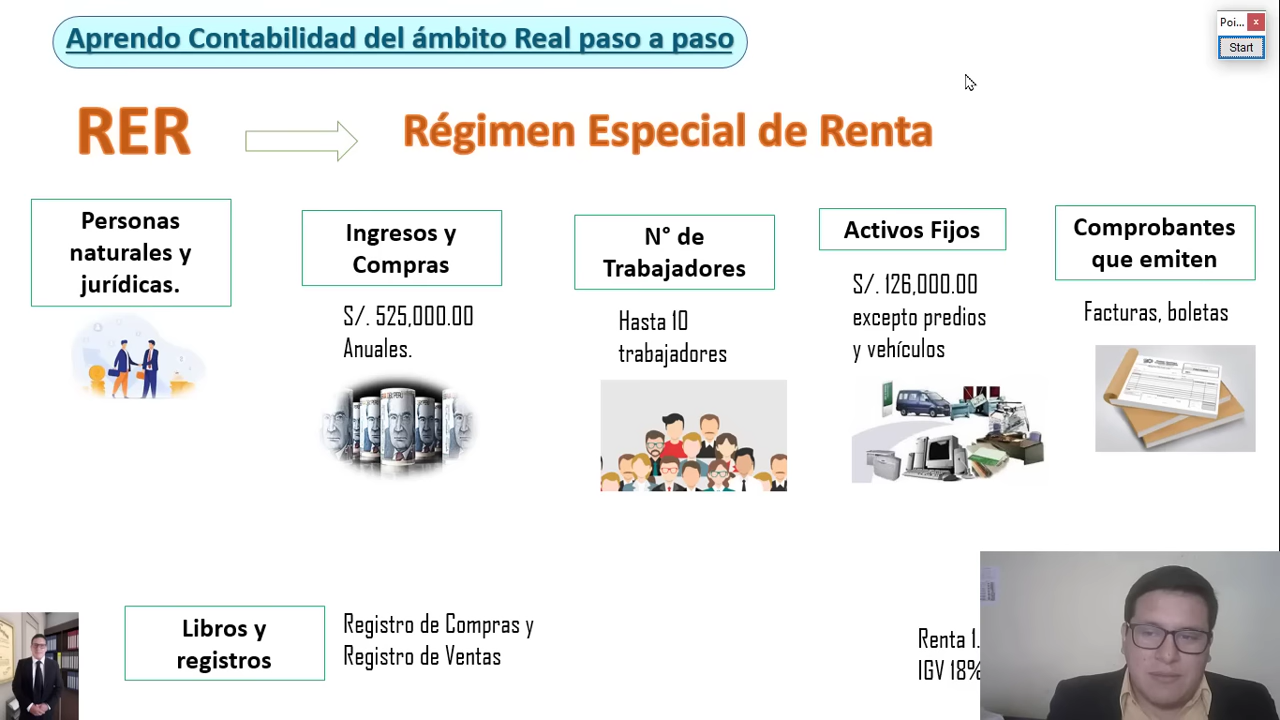 Aprendo Contabilidad del ámbito Real paso a paso
Poi...
Start
RER
Régimen Especial de Renta
Personas
naturales y
jurídicas.
Ingresos y
Compras
S/. 525,000.00
Anuales.
N° de
Trabajadores
Hasta 10
trabajadores
Activos Fijos
S/. 126,000.00
excepto predios
y vehículos
Comprobantes
que emiten
Facturas, boletas
Libros y
registros
Registro de Compras y
Registro de Ventas
Renta 1.
IGV 18%